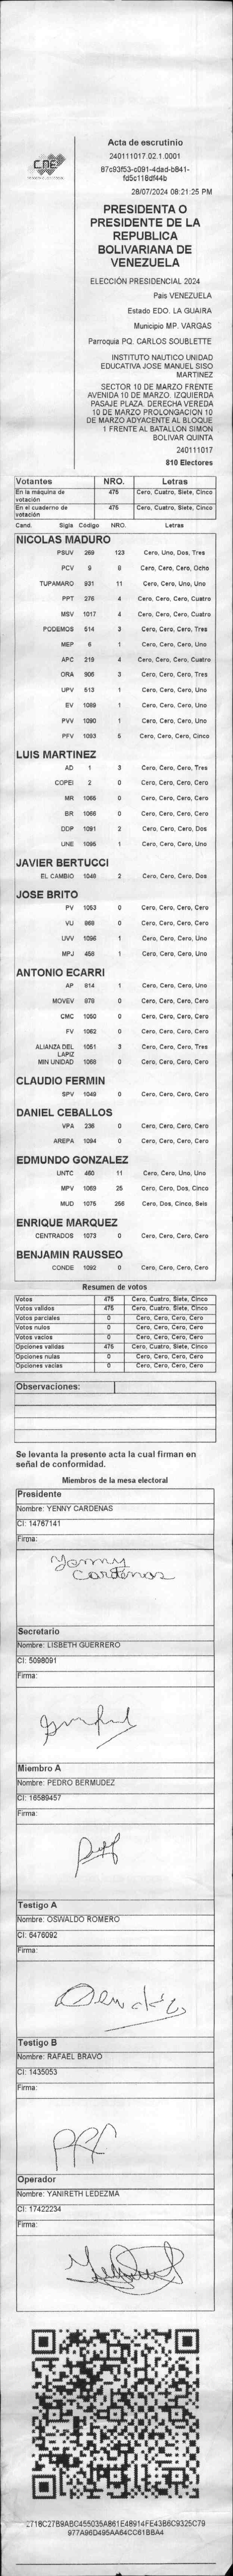 CNE
Acta de escrutinio
240111017.02.1.0001
87c93f53-c091-4dad-b841-
fd5c118df44b
28/07/2024 08:21:25 PM
PRESIDENTA O
PRESIDENTE DE LA
REPUBLICA
BOLIVARIANA DE
VENEZUELA
ELECCIÓN PRESIDENCIAL 2024
Pais VENEZUELA
Estado EDO. LA GUAIRA
Municipio MP. VARGAS
Parroquia PQ. CARLOS SOUBLETTE
INSTITUTO NAUTICO UNIDAD
EDUCATIVA JOSE MANUEL SISO
MARTINEZ
SECTOR 10 DE MARZO FRENTE
AVENIDA 10 DE MARZO. IZQUIERDA
PASAJE PLAZA. DERECHA VEREDA
10 DE MARZO PROLONGACION 10
DE MARZO ADYACENTE AL BLOQUE
1 FRENTE AL BATALLON SIMON
BOLIVAR QUINTA
240111017
810 Electores
Votantes NRO. Letras
En la máquina de votación 475 Cero, Cuatro, Siete, Cinco
En el cuaderno de votación 475 Cero, Cuatro, Siete, Cinco
Cand. Sigla Código NRO. Letras
NICOLAS MADURO
PSUV 269 123 Cero, Uno, Dos, Tres
PCV 9 8 Cero, Cero, Cero, Ocho
TUPAMARO 931 11 Cero, Cero, Uno, Uno
PPT 276 4 Cero, Cero, Cero, Cuatro
MSV 1017 4 Cero, Cero, Cero, Cuatro
PODEMOS 514 3 Cero, Cero, Cero, Tres
MEP 6 1 Cero, Cero, Cero, Uno
APC 219 4 Cero, Cero, Cero, Cuatro
ORA 906 3 Cero, Cero, Cero, Tres
UPV 513 1 Cero, Cero, Cero, Uno
EV 1089 1 Cero, Cero, Cero, Uno
PVV 1090 1 Cero, Cero, Cero, Uno
PFV 1093 5 Cero, Cero, Cero, Cinco
LUIS MARTINEZ
AD 1 3 Cero, Cero, Cero, Tres
COPEI 2 0 Cero, Cero, Cero, Cero
MR 1065 0 Cero, Cero, Cero, Cero
BR 1066 0 Cero, Cero, Cero, Cero
DDP 1091 2 Cero, Cero, Cero, Dos
UNE 1095 1 Cero, Cero, Cero, Uno
JAVIER BERTUCCI
EL CAMBIO 1048 2 Cero, Cero, Cero, Dos
JOSE BRITO
PV 1053 0 Cero, Cero, Cero, Cero
VU 869 0 Cero, Cero, Cero, Cero
UVV 1096 1 Cero, Cero, Cero, Uno
MPJ 458 1 Cero, Cero, Cero, Uno
ANTONIO ECARRI
AP 814 1 Cero, Cero, Cero, Uno
MOVEV 978 0 Cero, Cero, Cero, Cero
CMC 1050 0 Cero, Cero, Cero, Cero
FV 1062 0 Cero, Cero, Cero, Cero
ALIANZA DEL LAPIZ 1051 3 Cero, Cero, Cero, Tres
MIN UNIDAD 1068 0 Cero, Cero, Cero, Cero
CLAUDIO FERMIN
SPV 1049 0 Cero, Cero, Cero, Cero
DANIEL CEBALLOS
VPA 236 0 Cero, Cero, Cero, Cero
AREPA 1094 0 Cero, Cero, Cero, Cero
EDMUNDO GONZALEZ
UNTC 460 11 Cero, Cero, Uno, Uno
MPV 1069 25 Cero, Cero, Dos, Cinco
MUD 1075 256 Cero, Dos, Cinco, Seis
ENRIQUE MARQUEZ
CENTRADOS 1073 0 Cero, Cero, Cero, Cero
BENJAMIN RAUSSEO
CONDE 1092 0 Cero, Cero, Cero, Cero
Resumen de votos
Votos 475 Cero, Cuatro, Siete, Cinco
Votos validos 475 Cero, Cuatro, Siete, Cinco
Votos parciales 0 Cero, Cero, Cero, Cero
Votos nulos 0 Cero, Cero, Cero, Cero
Votos vacios 0 Cero, Cero, Cero, Cero
Opciones validas 475 Cero, Cuatro, Siete, Cinco
Opciones nulas 0 Cero, Cero, Cero, Cero
Opciones vacias 0 Cero, Cero, Cero, Cero
Observaciones:
Se levanta la presente acta la cual firman en
señal de conformidad.
Miembros de la mesa electoral
Presidente
Nombre: YENNY CARDENAS
CI: 14767141
Firma:
Yenny
Cardenas
Secretario
Nombre: LISBETH GUERRERO
CI: 5098091
Firma:
Miembro A
Nombre: PEDRO BERMUDEZ
CI: 16589457
Firma:
Testigo A
Nombre: OSWALDO ROMERO
CI: 6476092
Firma:
Testigo B
Nombre: RAFAEL BRAVO
CI: 1435053
Firma:
Operador
Nombre: YANIRETH LEDEZMA
CI: 17422234
Firma:
2718C27B9ABC455035A861E48914FE43B6C9325C79
977A96D495AA64CC61BBA4